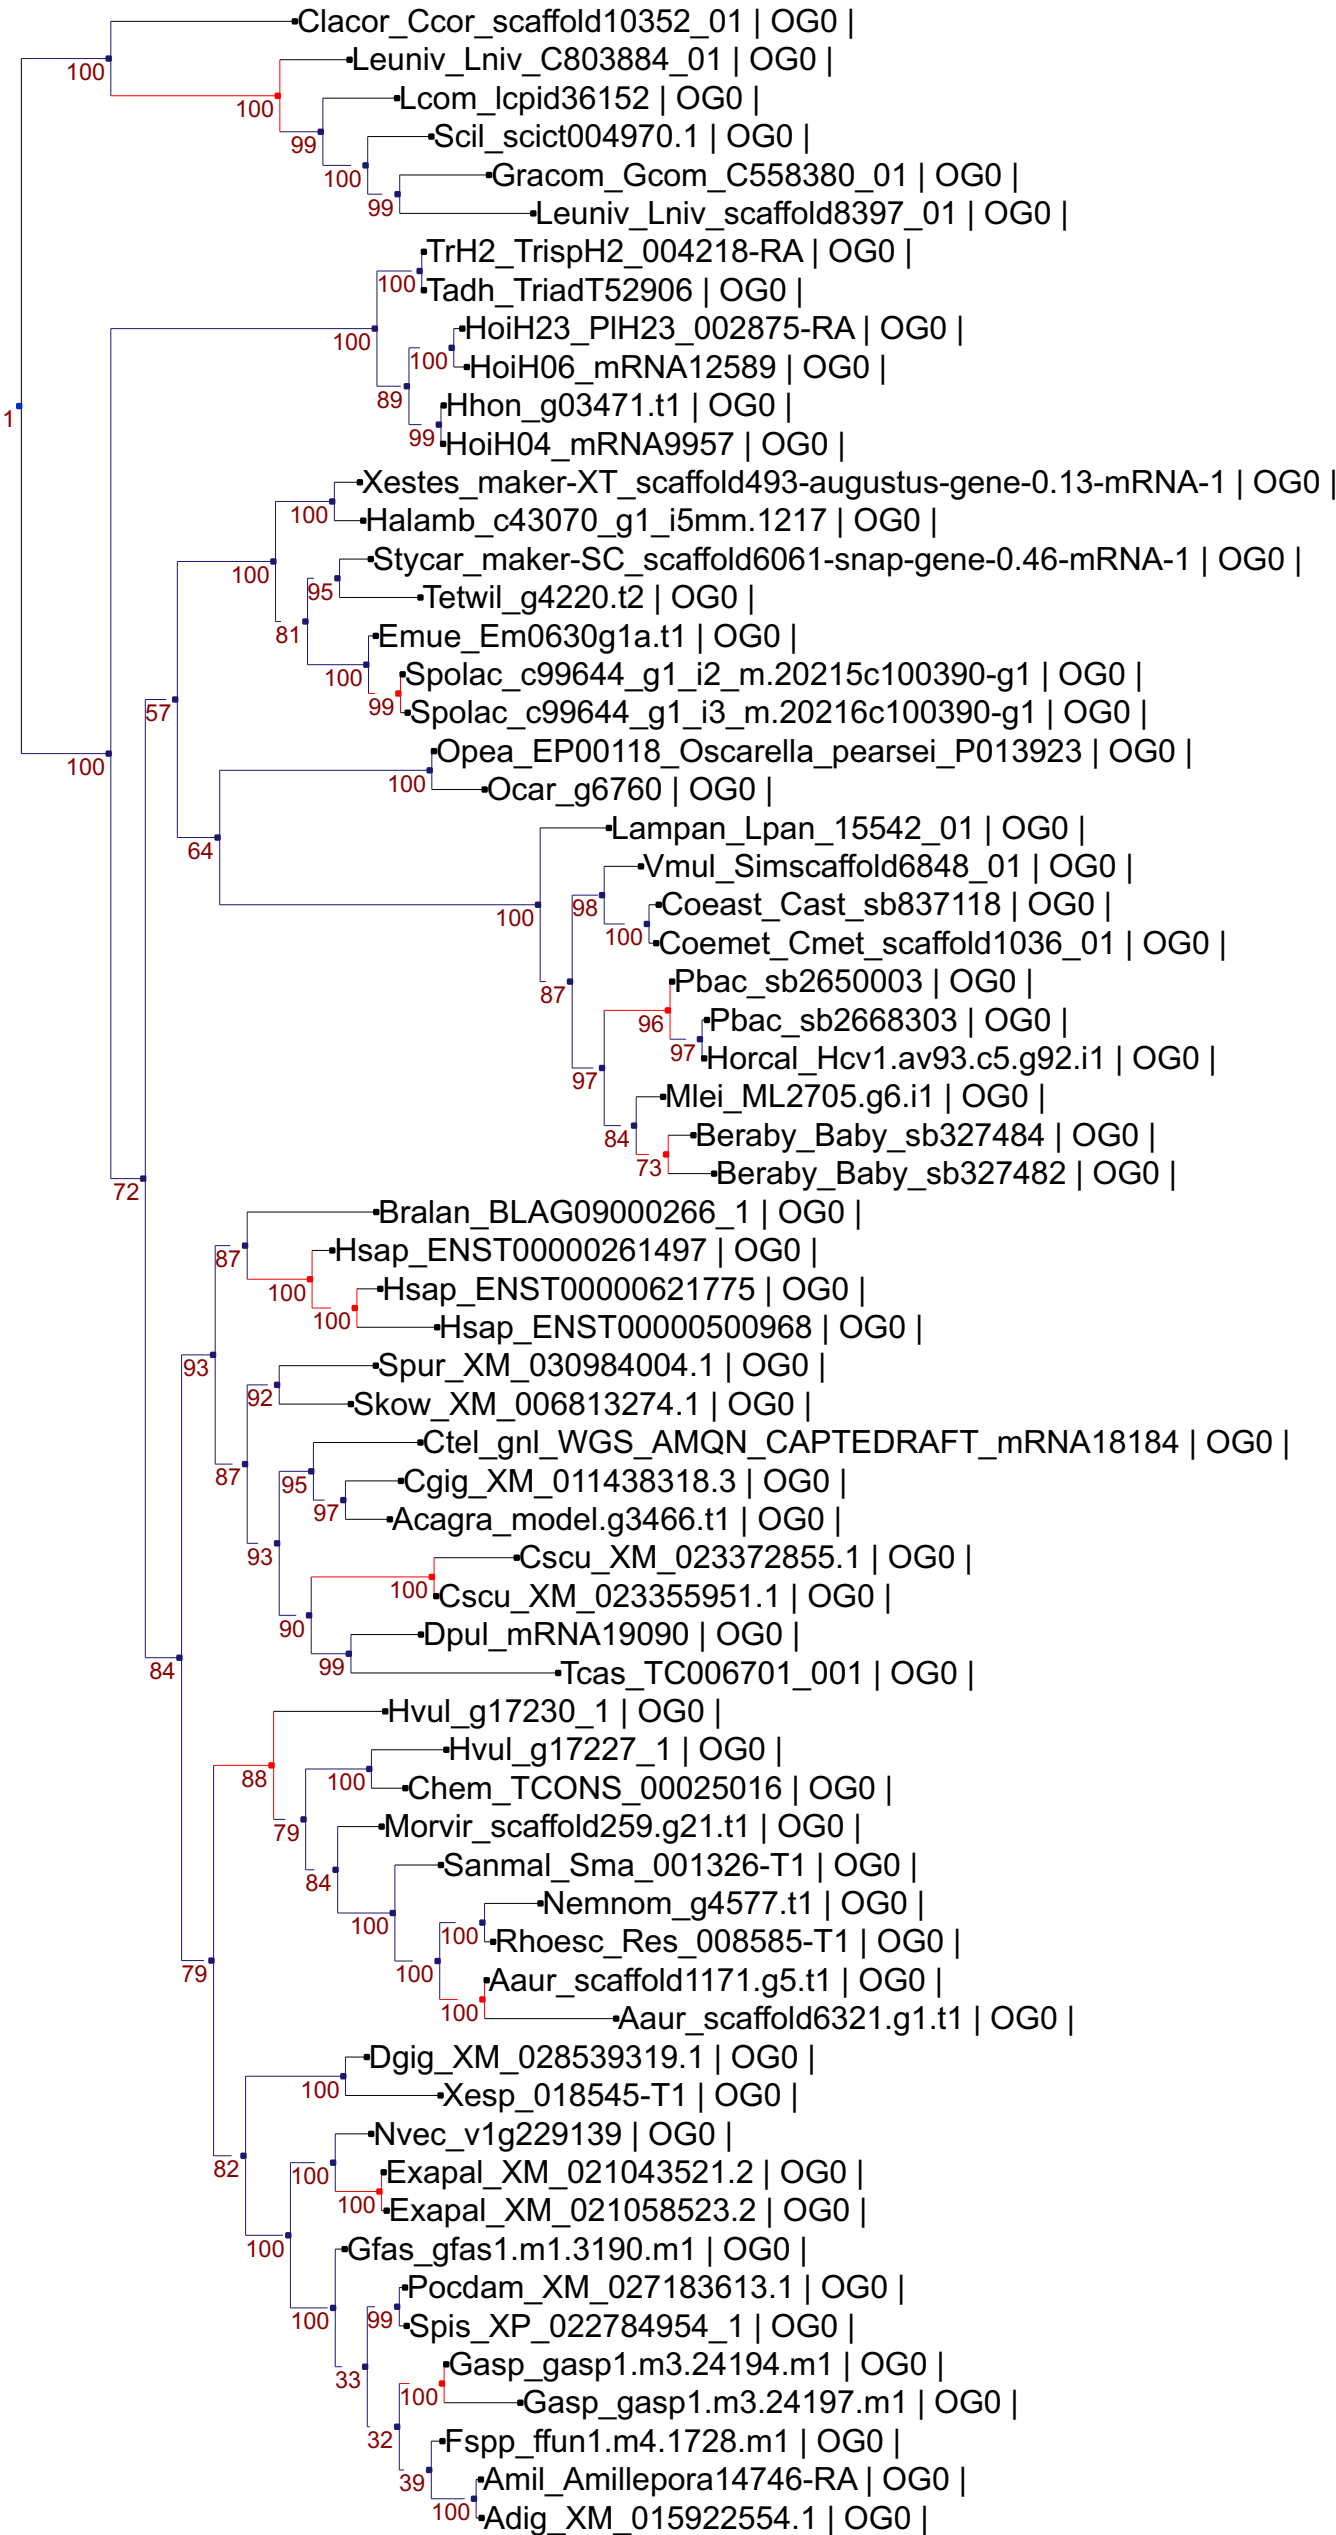 Clacor_Ccor_scaffold10352_01 | OG0 |
100
Leuniv_Lniv_C803884_01 | OG0 |
100
Lcom_lcpid36152 | OG0 |
99
Scil_scict004970.1 | OG0 |
100
Gracom_Gcom_C558380_01 | OG0 |
99
Leuniv_Lniv_scaffold8397_01 | OG0 |
TrH2_TrispH2_004218-RA | OG0 |
100
Tadh_TriadT52906 | OG0 |
100
HoiH23_PlH23_002875-RA | OG0 |
100
HoiH06_mRNA12589 | OG0 |
89
Hhon_g03471.t1 | OG0 |
1
99
HoiH04_mRNA9957 | OG0 |
Xestes_maker-XT_scaffold493-augustus-gene-0.13-mRNA-1 | OG0 |
100
Halamb_c43070_g1_i5mm.1217 | OG0 |
100
Stycar_maker-SC_scaffold6061-snap-gene-0.46-mRNA-1 | OG0 |
95
Tetwil_g4220.t2 | OG0 |
81
Emue_Em0630g1a.t1 | OG0 |
100
Spolac_c99644_g1_i2_m.20215c100390-g1 | OG0 |
99
Spolac_c99644_g1_i3_m.20216c100390-g1 | OG0 |
57
100
Opea_EP00118_Oscarella_pearsei_P013923 | OG0 |
100
Ocar_g6760 | OG0 |
64
Lampan_Lpan_15542_01 | OG0 |
Vmul_Simscaffold6848_01 | OG0 |
100
98
Coeast_Cast_sb837118 | OG0 |
100
Coemet_Cmet_scaffold1036_01 | OG0 |
87
Pbac_sb2650003 | OG0 |
96
Pbac_sb2668303 | OG0 |
97
Horcal_Hcv1.av93.c5.g92.i1 | OG0 |
97
Mlei_ML2705.g6.i1 | OG0 |
84
Beraby_Baby_sb327484 | OG0 |
73
Beraby_Baby_sb327482 | OG0 |
72
Bralan_BLAG09000266_1 | OG0 |
87
Hsap_ENST00000261497 | OG0 |
100
Hsap_ENST00000621775 | OG0 |
100
Hsap_ENST00000500968 | OG0 |
93
Spur_XM_030984004.1 | OG0 |
92
Skow_XM_006813274.1 | OG0 |
Ctel_gnl_WGS_AMQN_CAPTEDRAFT_mRNA18184 | OG0 |
87
95
Cgig_XM_011438318.3 | OG0 |
97
Acagra_model.g3466.t1 | OG0 |
93
Cscu_XM_023372855.1 | OG0 |
100
Cscu_XM_023355951.1 | OG0 |
90
Dpul_mRNA19090 | OG0 |
99
84
Tcas_TC006701_001 | OG0 |
Hvul_g17230_1 | OG0 |
88
Hvul_g17227_1 | OG0 |
100
Chem_TCONS_00025016 | OG0 |
79
Morvir_scaffold259.g21.t1 | OG0 |
84
Sanmal_Sma_001326-T1 | OG0 |
100
Nemnom_g4577.t1 | OG0 |
100
Rhoesc_Res_008585-T1 | OG0 |
79
100
Aaur_scaffold1171.g5.t1 | OG0 |
100
Aaur_scaffold6321.g1.t1 | OG0 |
Dgig_XM_028539319.1 | OG0 |
100
Xesp_018545-T1 | OG0 |
Nvec_v1g229139 | OG0 |
82
100
Exapal_XM_021043521.2 | OG0 |
100
Exapal_XM_021058523.2 | OG0 |
100
Gfas_gfas1.m1.3190.m1 | OG0 |
Pocdam_XM_027183613.1 | OG0 |
100
99
Spis_XP_022784954_1 | OG0 |
33
Gasp_gasp1.m3.24194.m1 | OG0 |
100
Gasp_gasp1.m3.24197.m1 | OG0 |
32
Fspp_ffun1.m4.1728.m1 | OG0 |
39
Amil_Amillepora14746-RA | OG0 |
100
Adig_XM_015922554.1 | OG0 |